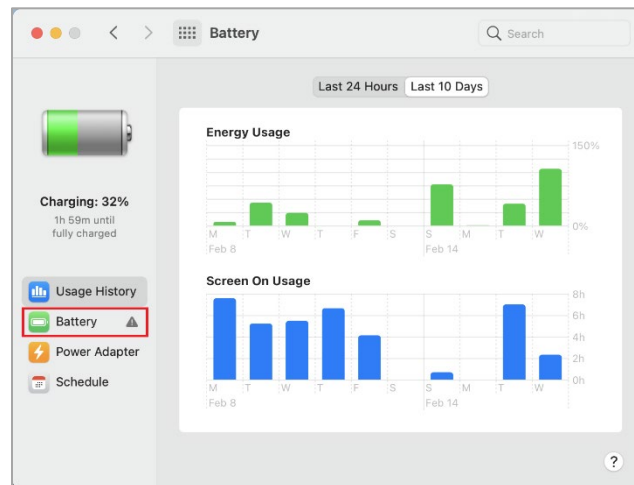 Battery
Search
Last 24 Hours Last 10 Days
Charging: 32%
1h 59m until
fully charged
Usage History
Battery
Power Adapter
Schedule
Energy Usage
150%
0%
M T W T F S S M T W
Feb 8 Feb 14
Screen On Usage
8h
6h
4h
2h
0h
M T W T F S S M T W
Feb 8 Feb 14
?